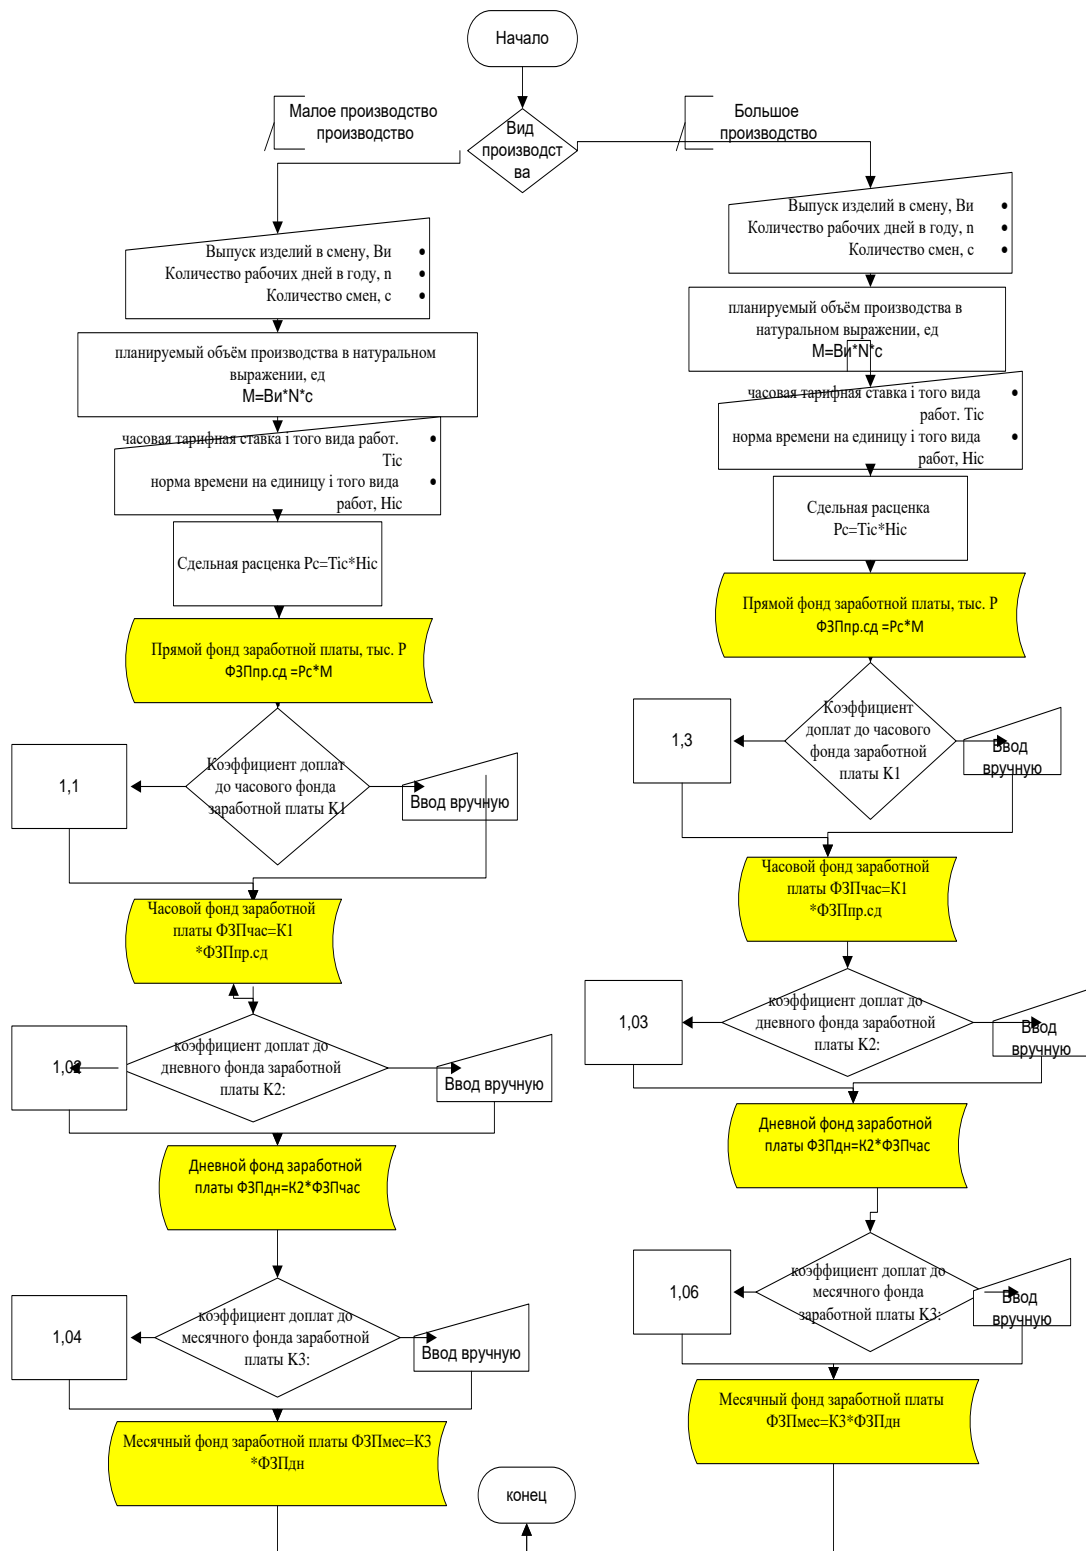 Начало
Малое производство
производство
Вид
производст
ва
Большое
производство
Выпуск изделий в смену, Ви •
Количество рабочих дней в году, n •
Количество смен, с •
планируемый объём производства в натуральном
выражении, ед
М=Ви*N*с
часовая тарифная ставка i того вида работ. •
Тiс
норма времени на единицу i того вида •
работ, Нiс
Сдельная расценка Рс=Тiс*Нiс
Прямой фонд заработной платы, тыс. Р
ФЗПпр.сд =Рс*М
1,1
Коэффициент доплат
до часового фонда
заработной платы К1
Ввод вручную
Часовой фонд заработной
платы ФЗПчас=К1
*ФЗПпр.сд
1,02
коэффициент доплат до
дневного фонда заработной
платы К2:
Ввод вручную
Дневной фонд заработной
платы ФЗПдн=К2*ФЗПчас
1,04
коэффициент доплат до
месячного фонда заработной
платы К3:
Ввод вручную
Месячный фонд заработной платы ФЗПмес=К3
*ФЗПдн
Выпуск изделий в смену, Ви •
Количество рабочих дней в году, n •
Количество смен, с •
планируемый объём производства в
натуральном выражении, ед
М=Ви*N*с
часовая тарифная ставка i того вида •
работ. Тiс
норма времени на единицу i того вида •
работ, Нiс
Сдельная расценка
Рс=Тiс*Нiс
Прямой фонд заработной платы, тыс. Р
ФЗПпр.сд =Рс*М
1,3
Коэффициент
доплат до часового
фонда заработной
платы К1
Ввод
вручную
Часовой фонд заработной
платы ФЗПчас=К1
*ФЗПпр.сд
1,03
коэффициент доплат до
дневного фонда заработной
платы К2:
Ввод
вручную
Дневной фонд заработной
платы ФЗПдн=К2*ФЗПчас
1,06
коэффициент доплат до
месячного фонда
заработной платы К3:
Ввод
вручную
Месячный фонд заработной платы
ФЗПмес=К3*ФЗПдн
конец